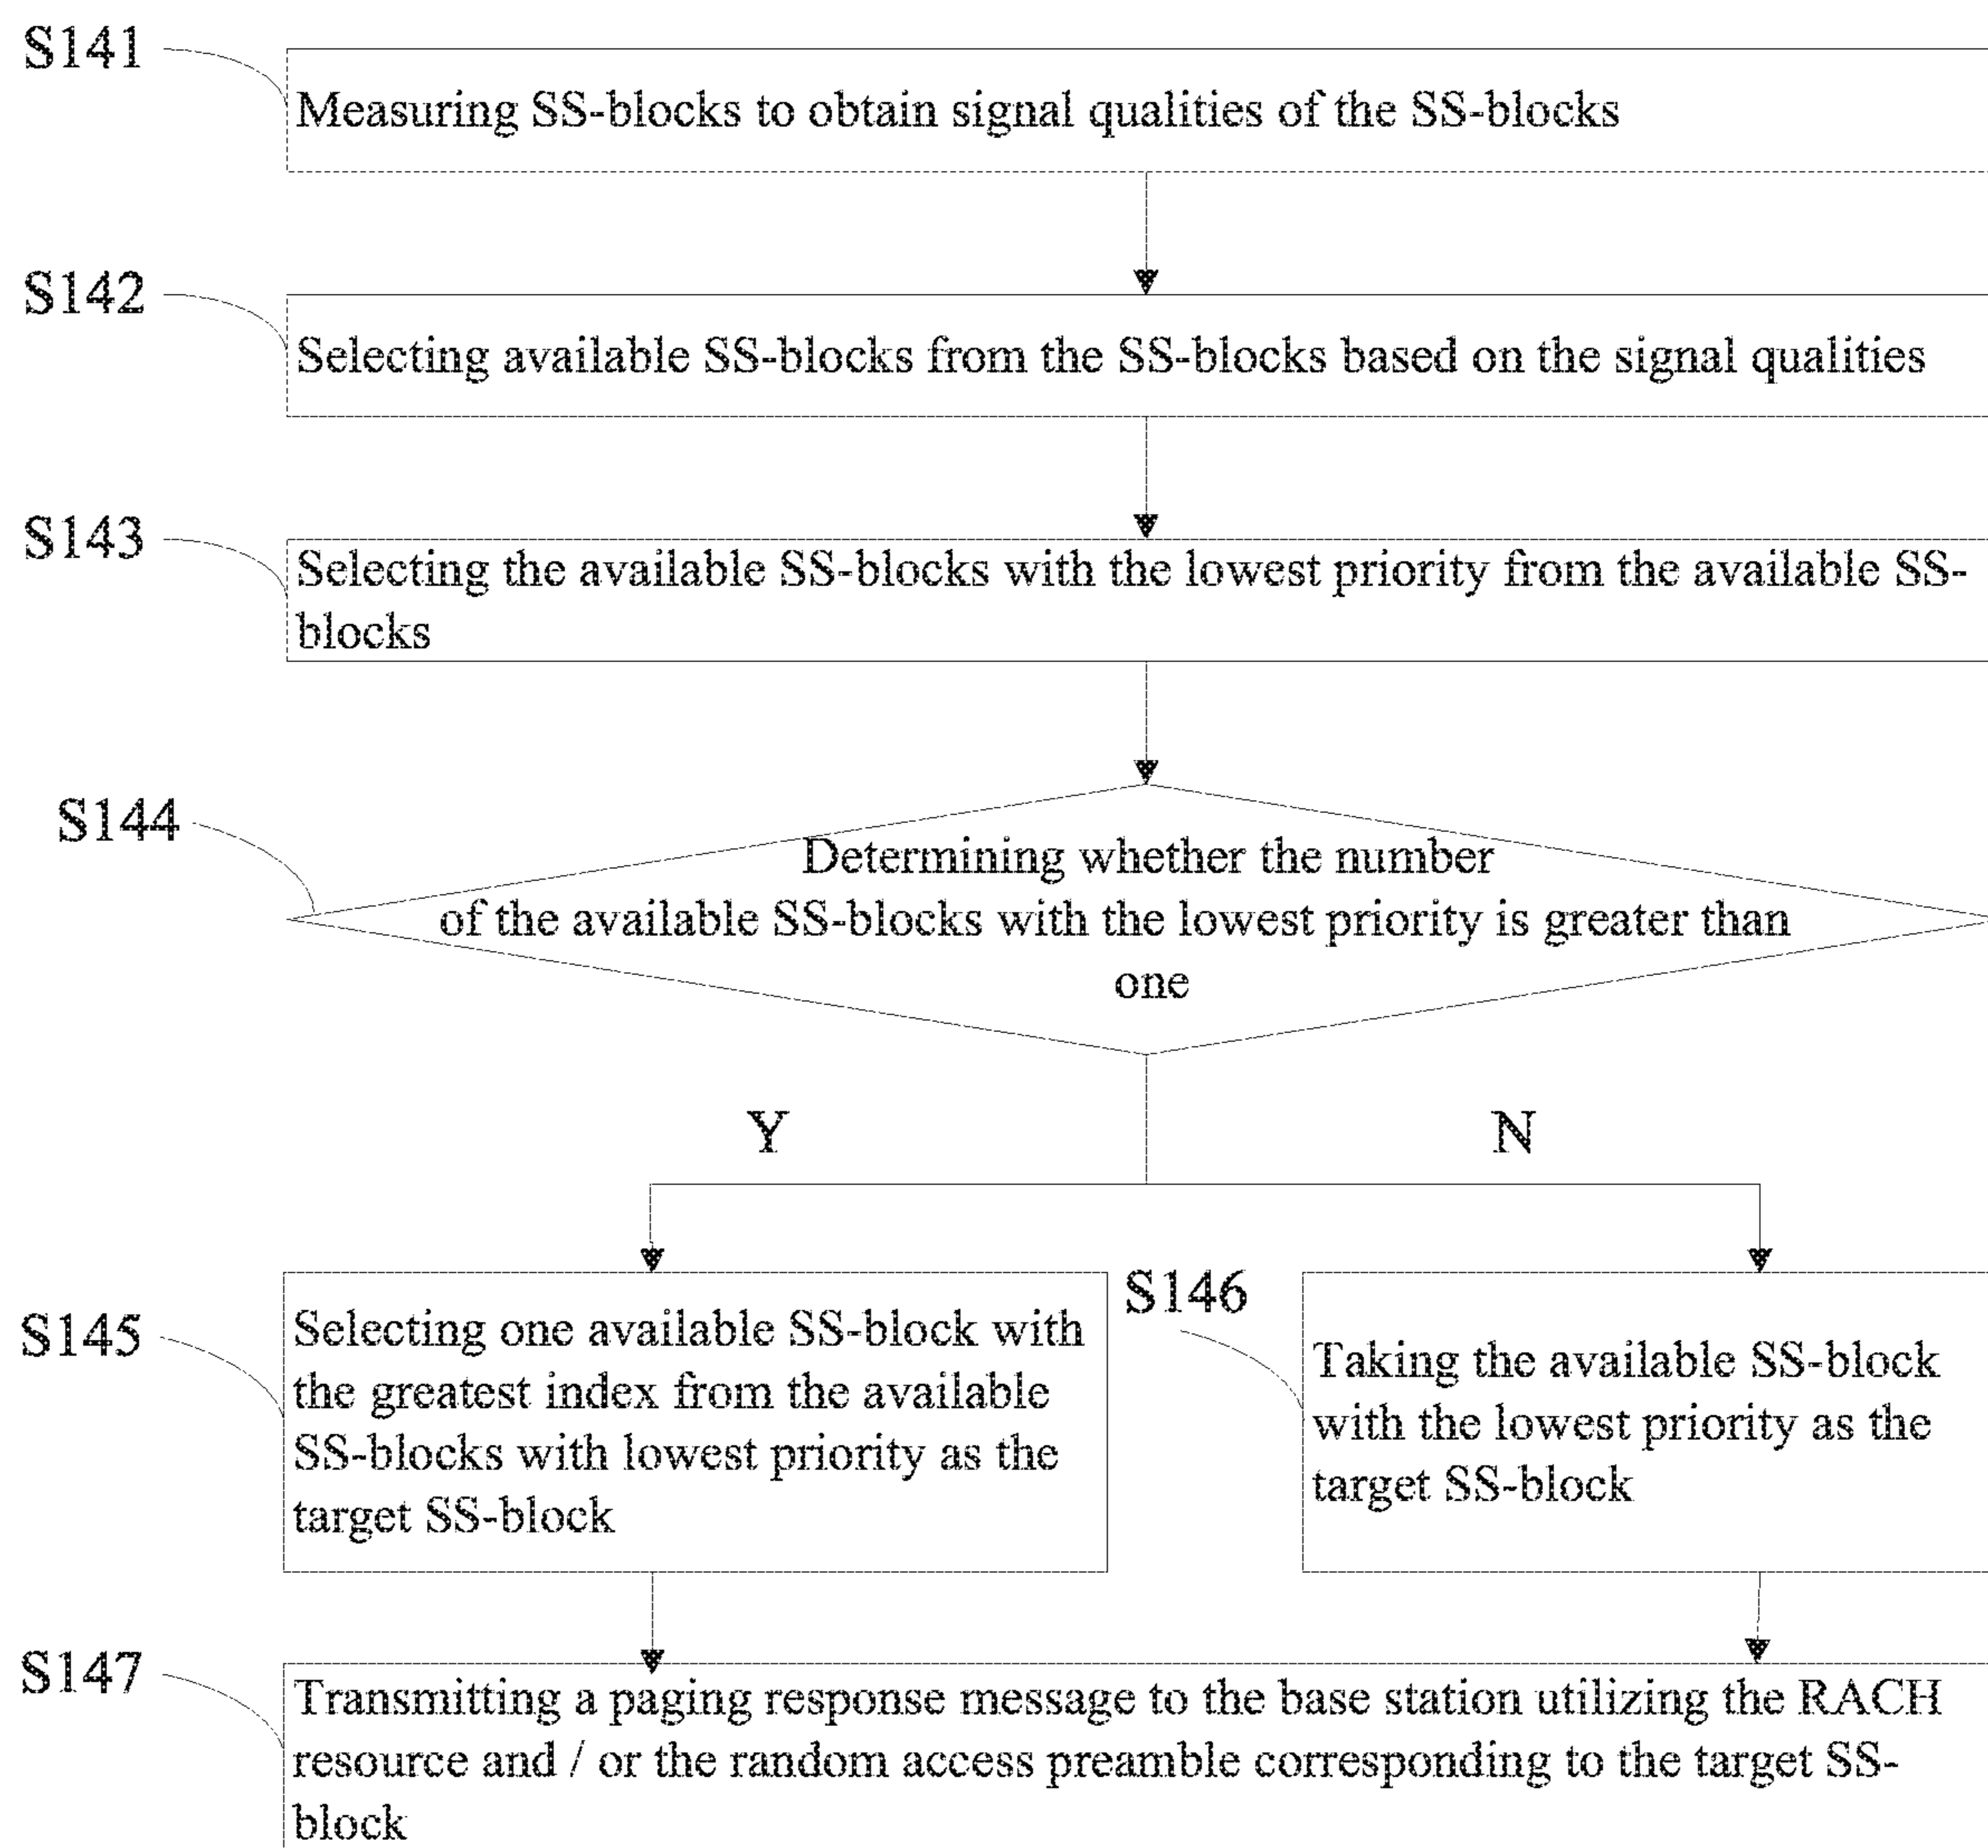 S141
Measuring SS-blocks to obtain signal qualities of the SS-blocks
S142
Selecting available SS-blocks from the SS-blocks based on the signal qualities
S143
Selecting the available SS-blocks with the lowest priority from the available SS-
blocks
S144
Determining whether the number
of the available SS-blocks with the lowest priority is greater than
one
Y
N
S145
Selecting one available SS-block with
the greatest index from the available
SS-blocks with lowest priority as the
target SS-block
S146
Taking the available SS-block
with the lowest priority as the
target SS-block
S147
Transmitting a paging response message to the base station utilizing the RACH
resource and / or the random access preamble corresponding to the target SS-
block